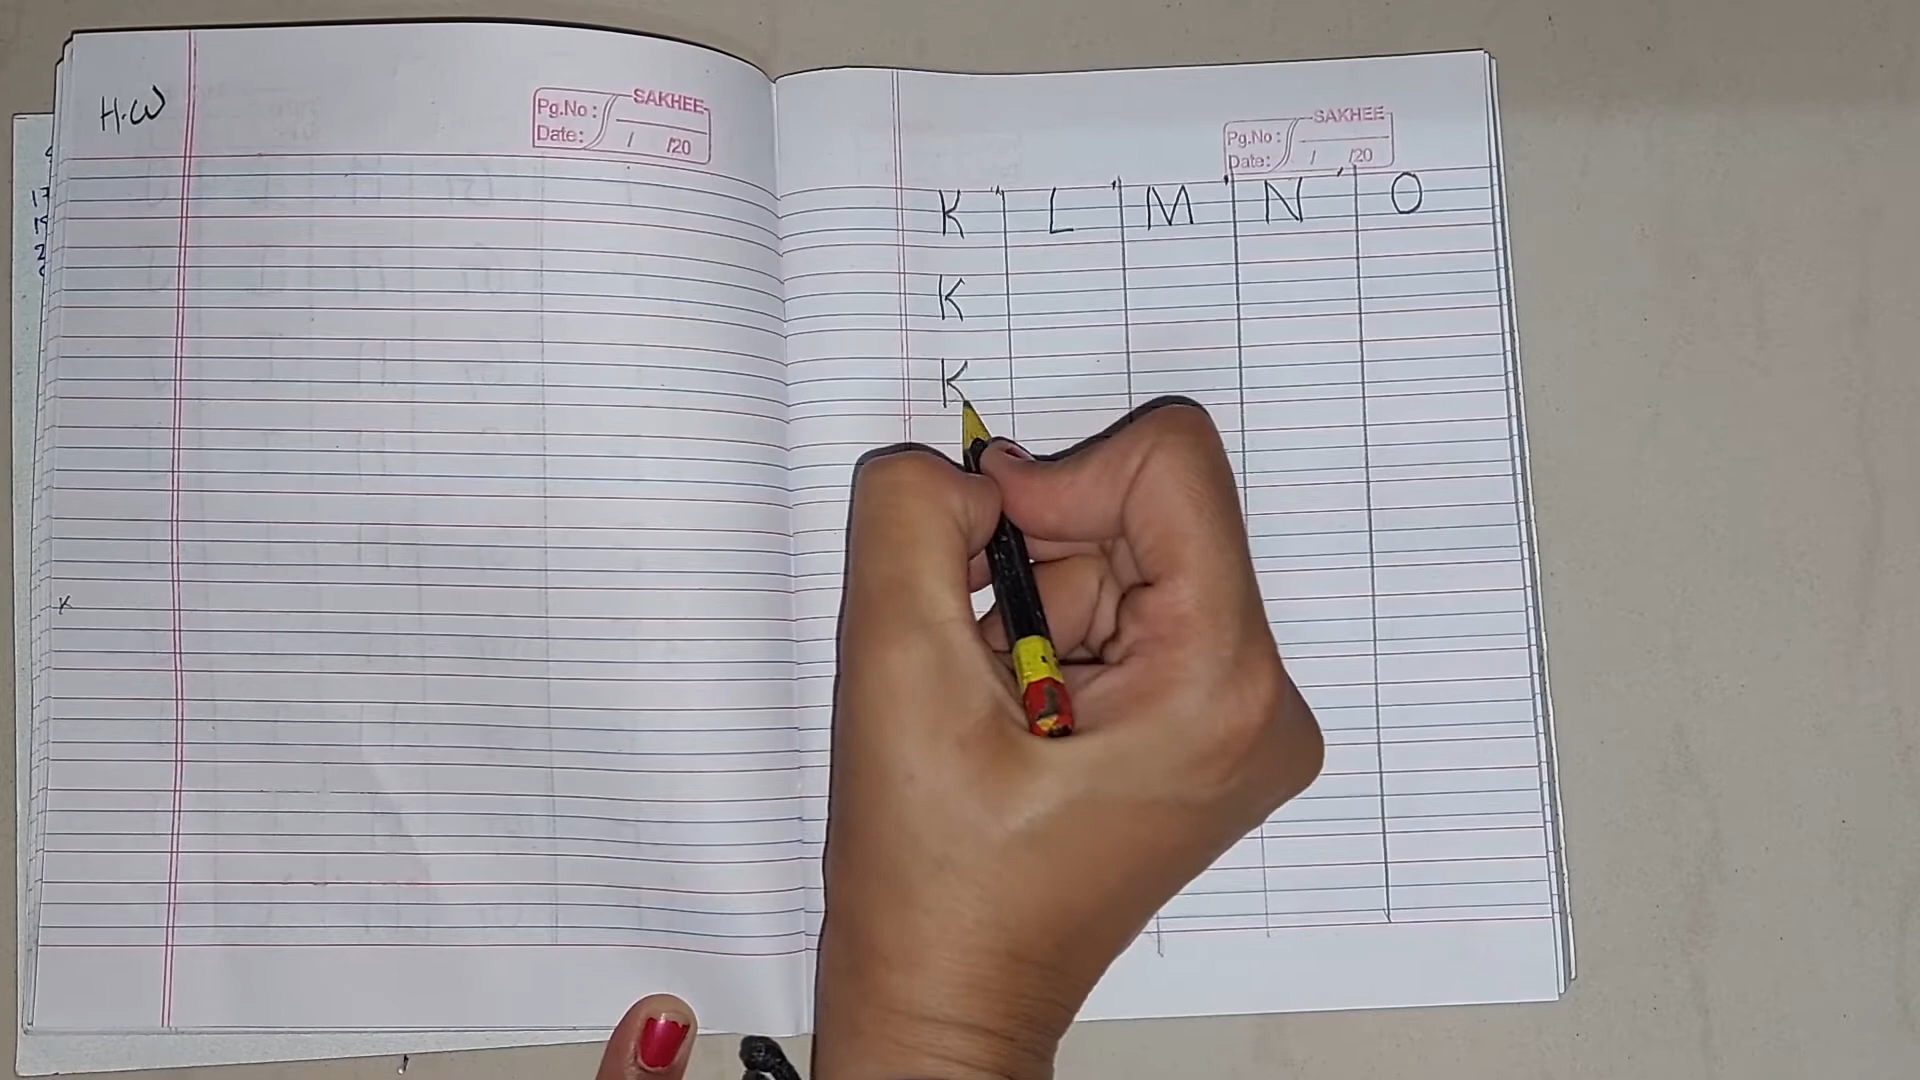 H.W
SAKHEE
Pg.No:
Date: / /20
SAKHEE
Pg.No:
Date: / /20
K L M N O
K
K